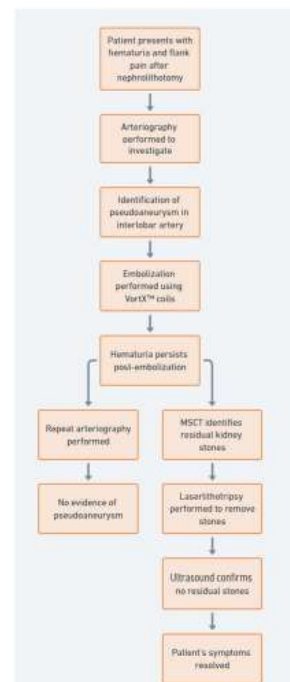 Patient presents with
hematuria and flank
pain after
nephrolithotomy
Arteriography
performed to
investigate
Identification of
pseudoaneurysm in
interlobar artery
Embolization
performed using
VortX™ coils
Hematuria persists
post-embolization
Repeat arteriography
performed
No evidence of
pseudoaneurysm
MSCT identifies
residual kidney
stones
Laserlithotripsy
performed to remove
stones
Ultrasound confirms
no residual stones
Patient's symptoms
resolved